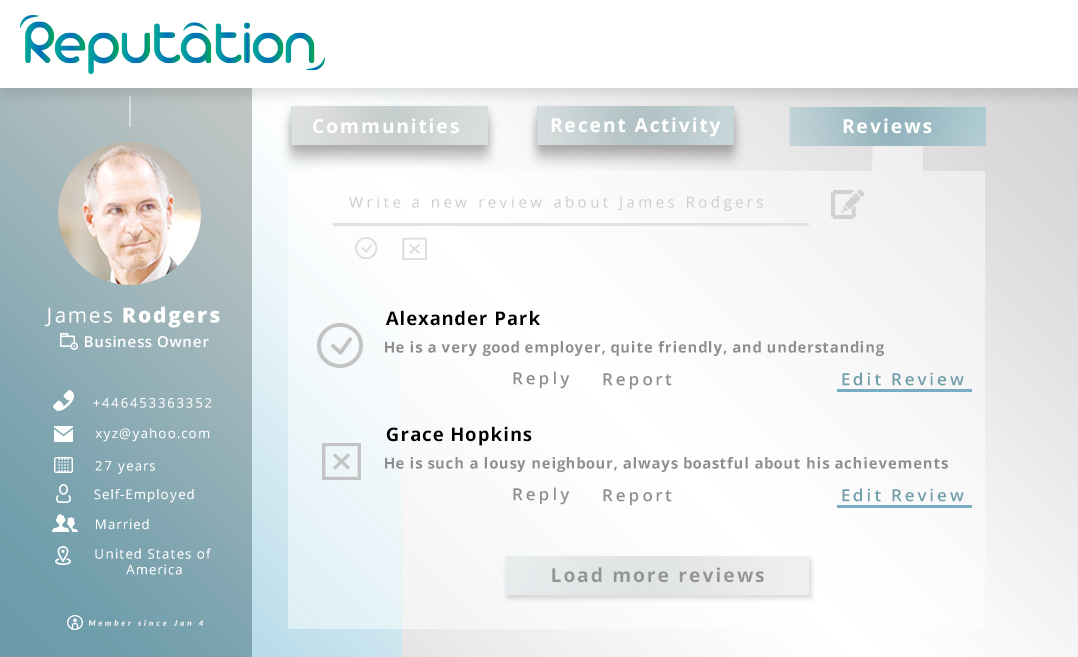 Reputation
Communities
Recent Activity
Reviews
Write a new review about James Rodgers
James Rodgers
Business Owner
+446453363352
xyz@yahoo.com
27 years
Self-Employed
Married
United States of
America
Member since Jan 4
Alexander Park
He is a very good employer, quite friendly, and understanding
Reply
Report
Edit Review
Grace Hopkins
He is such a lousy neighbour, always boastful about his achievements
Reply
Report
Edit Review
Load more reviews